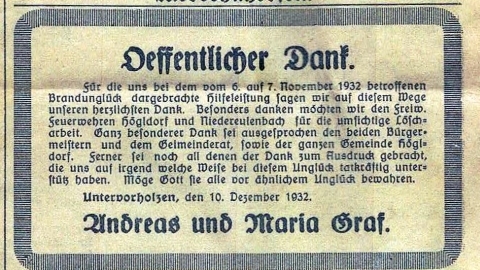 Oeffentlicher Dank.
Für die uns bei dem vom 6. auf 7. November 1932 betroffenen
Brandunglück dargebrachte Hilfeleistung sagen wir auf diesem Wege
unseren herzlichsten Dank. Besonders danken möchten wir den Freiw.
Feuerwehren Högldorf und Niedereulenbach für die umsichtige Lösch-
arbeit. Ganz besonderer Dank sei ausgesprochen den beiden Bürger-
meistern und dem Gelmeinderat, sowie der ganzen Gemeinde Högl-
dorf. Ferner sei noch all denen der Dank zum Ausdruck gebracht,
die uns auf irgend welche Weise bei diesem Unglück tatkräftig unter-
stütz haben. Möge Gott sie alle vor ähnlichem Unglück bewahren.
Untervorholzen, den 10. Dezember 1932.
Andreas und Maria Graf.